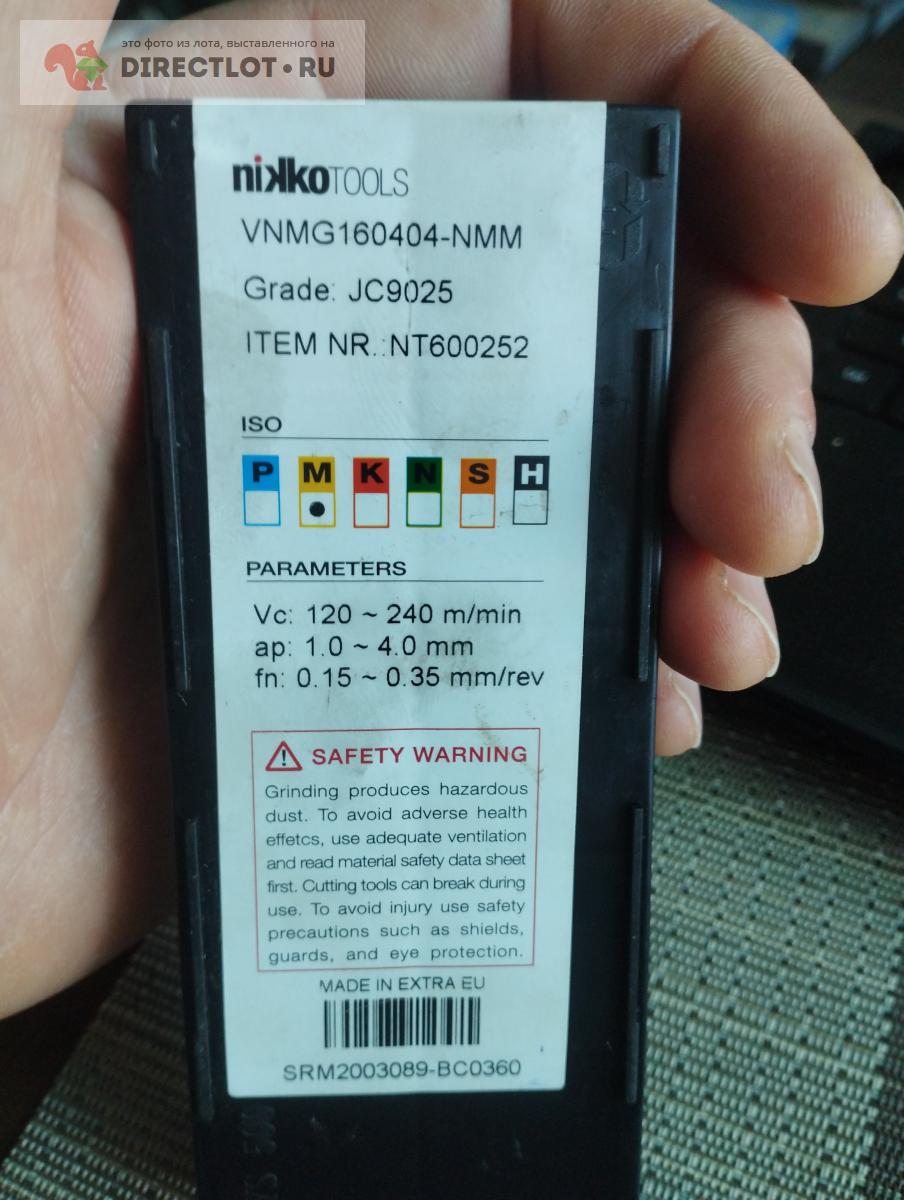 это фото из лота, выставленного на
DIRECTLOT.RU
nikkoTOOLS
VNMG160404-NMM
Grade: JC9025
ITEM NR.:NT600252
ISO
P M K N S H
PARAMETERS
Vc: 120 ~ 240 m/min
ap: 1.0 ~ 4.0 mm
fn: 0.15 ~ 0.35 mm/rev
SAFETY WARNING
Grinding produces hazardous
dust. To avoid adverse health
effetcs, use adequate ventilation
and read material safety data sheet
first. Cutting tools can break during
use. To avoid injury use safety
precautions such as shields,
guards, and eye protection.
MADE IN EXTRA EU
SRM2003089-BC0360